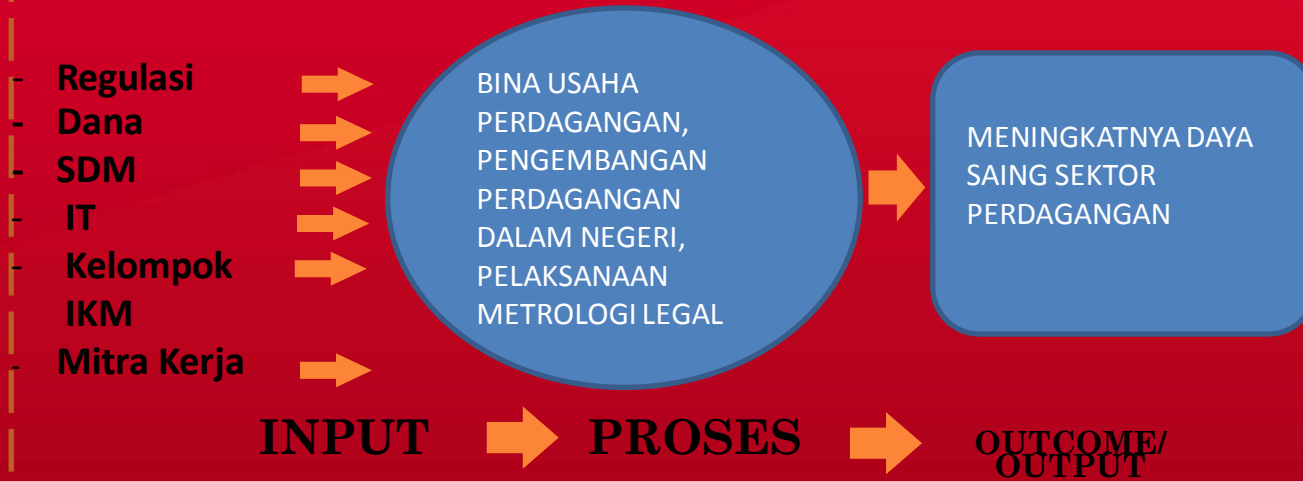 - Regulasi
- Dana
- SDM
- IT
- Kelompok
IKM
- Mitra Kerja
BINA USAHA
PERDAGANGAN,
PENGEMBANGAN
PERDAGANGAN
DALAM NEGERI,
PELAKSANAAN
METROLOGI LEGAL
MENINGKATNYA DAYA
SAING SEKTOR
PERDAGANGAN
INPUT
PROSES
OUTCOME/
OUTPUT